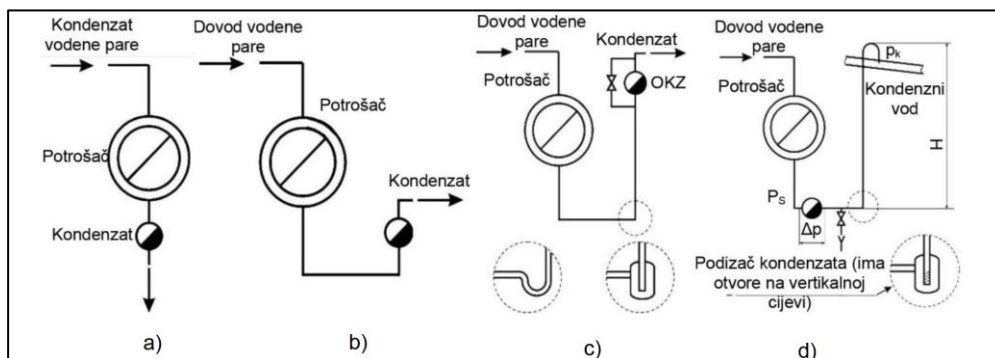 Kondenzat
vodene pare
Potrošač
Kondenzat
a)
Dovod vodene
pare
Potrošač
Kondenzat
b)
Dovod vodene
pare
Potrošač
Kondenzat
OKZ
c)
Dovod vodene
pare
Potrošač
pk
Kondenzni
vod
H
PS
Δp
Podizač kondenzata (ima
otvore na vertikalnoj
cijevi)
d)